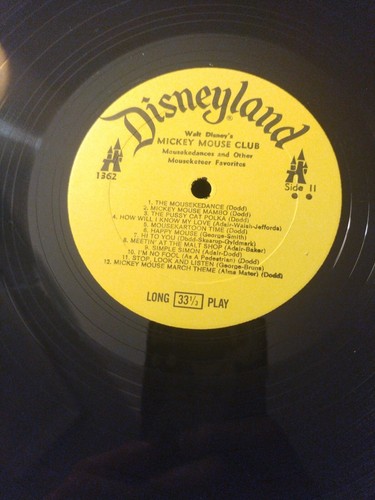 Disneyland®
Walt Disney's
MICKEY MOUSE CLUB
Mousekedances and Other
Mouseketeer Favorites
1362
Side II
1. THE MOUSEKEDANCE (Dodd)
2. MICKEY MOUSE MAMBO (Dodd)
3. THE PUSSY CAT POLKA (Dodd)
4. HOW WILL I KNOW MY LOVE (Adair-Walsh-Jeffords)
5. MOUSEKARTOON TIME (Dodd)
6. HAPPY MOUSE (George-Smith)
7. HI TO YOU (Dodd-Skaarup-Gyldmark)
8. MEETIN' AT THE MALT SHOP (Adair-Baker)
9. SIMPLE SIMON (Adair-Dodd)
10. I'M NO FOOL (As A Pedestrian) (Dodd)
11. STOP, LOOK AND LISTEN (George-Bruns)
12. MICKEY MOUSE MARCH THEME (Alma Mater) (Dodd)
LONG 33⅓ PLAY